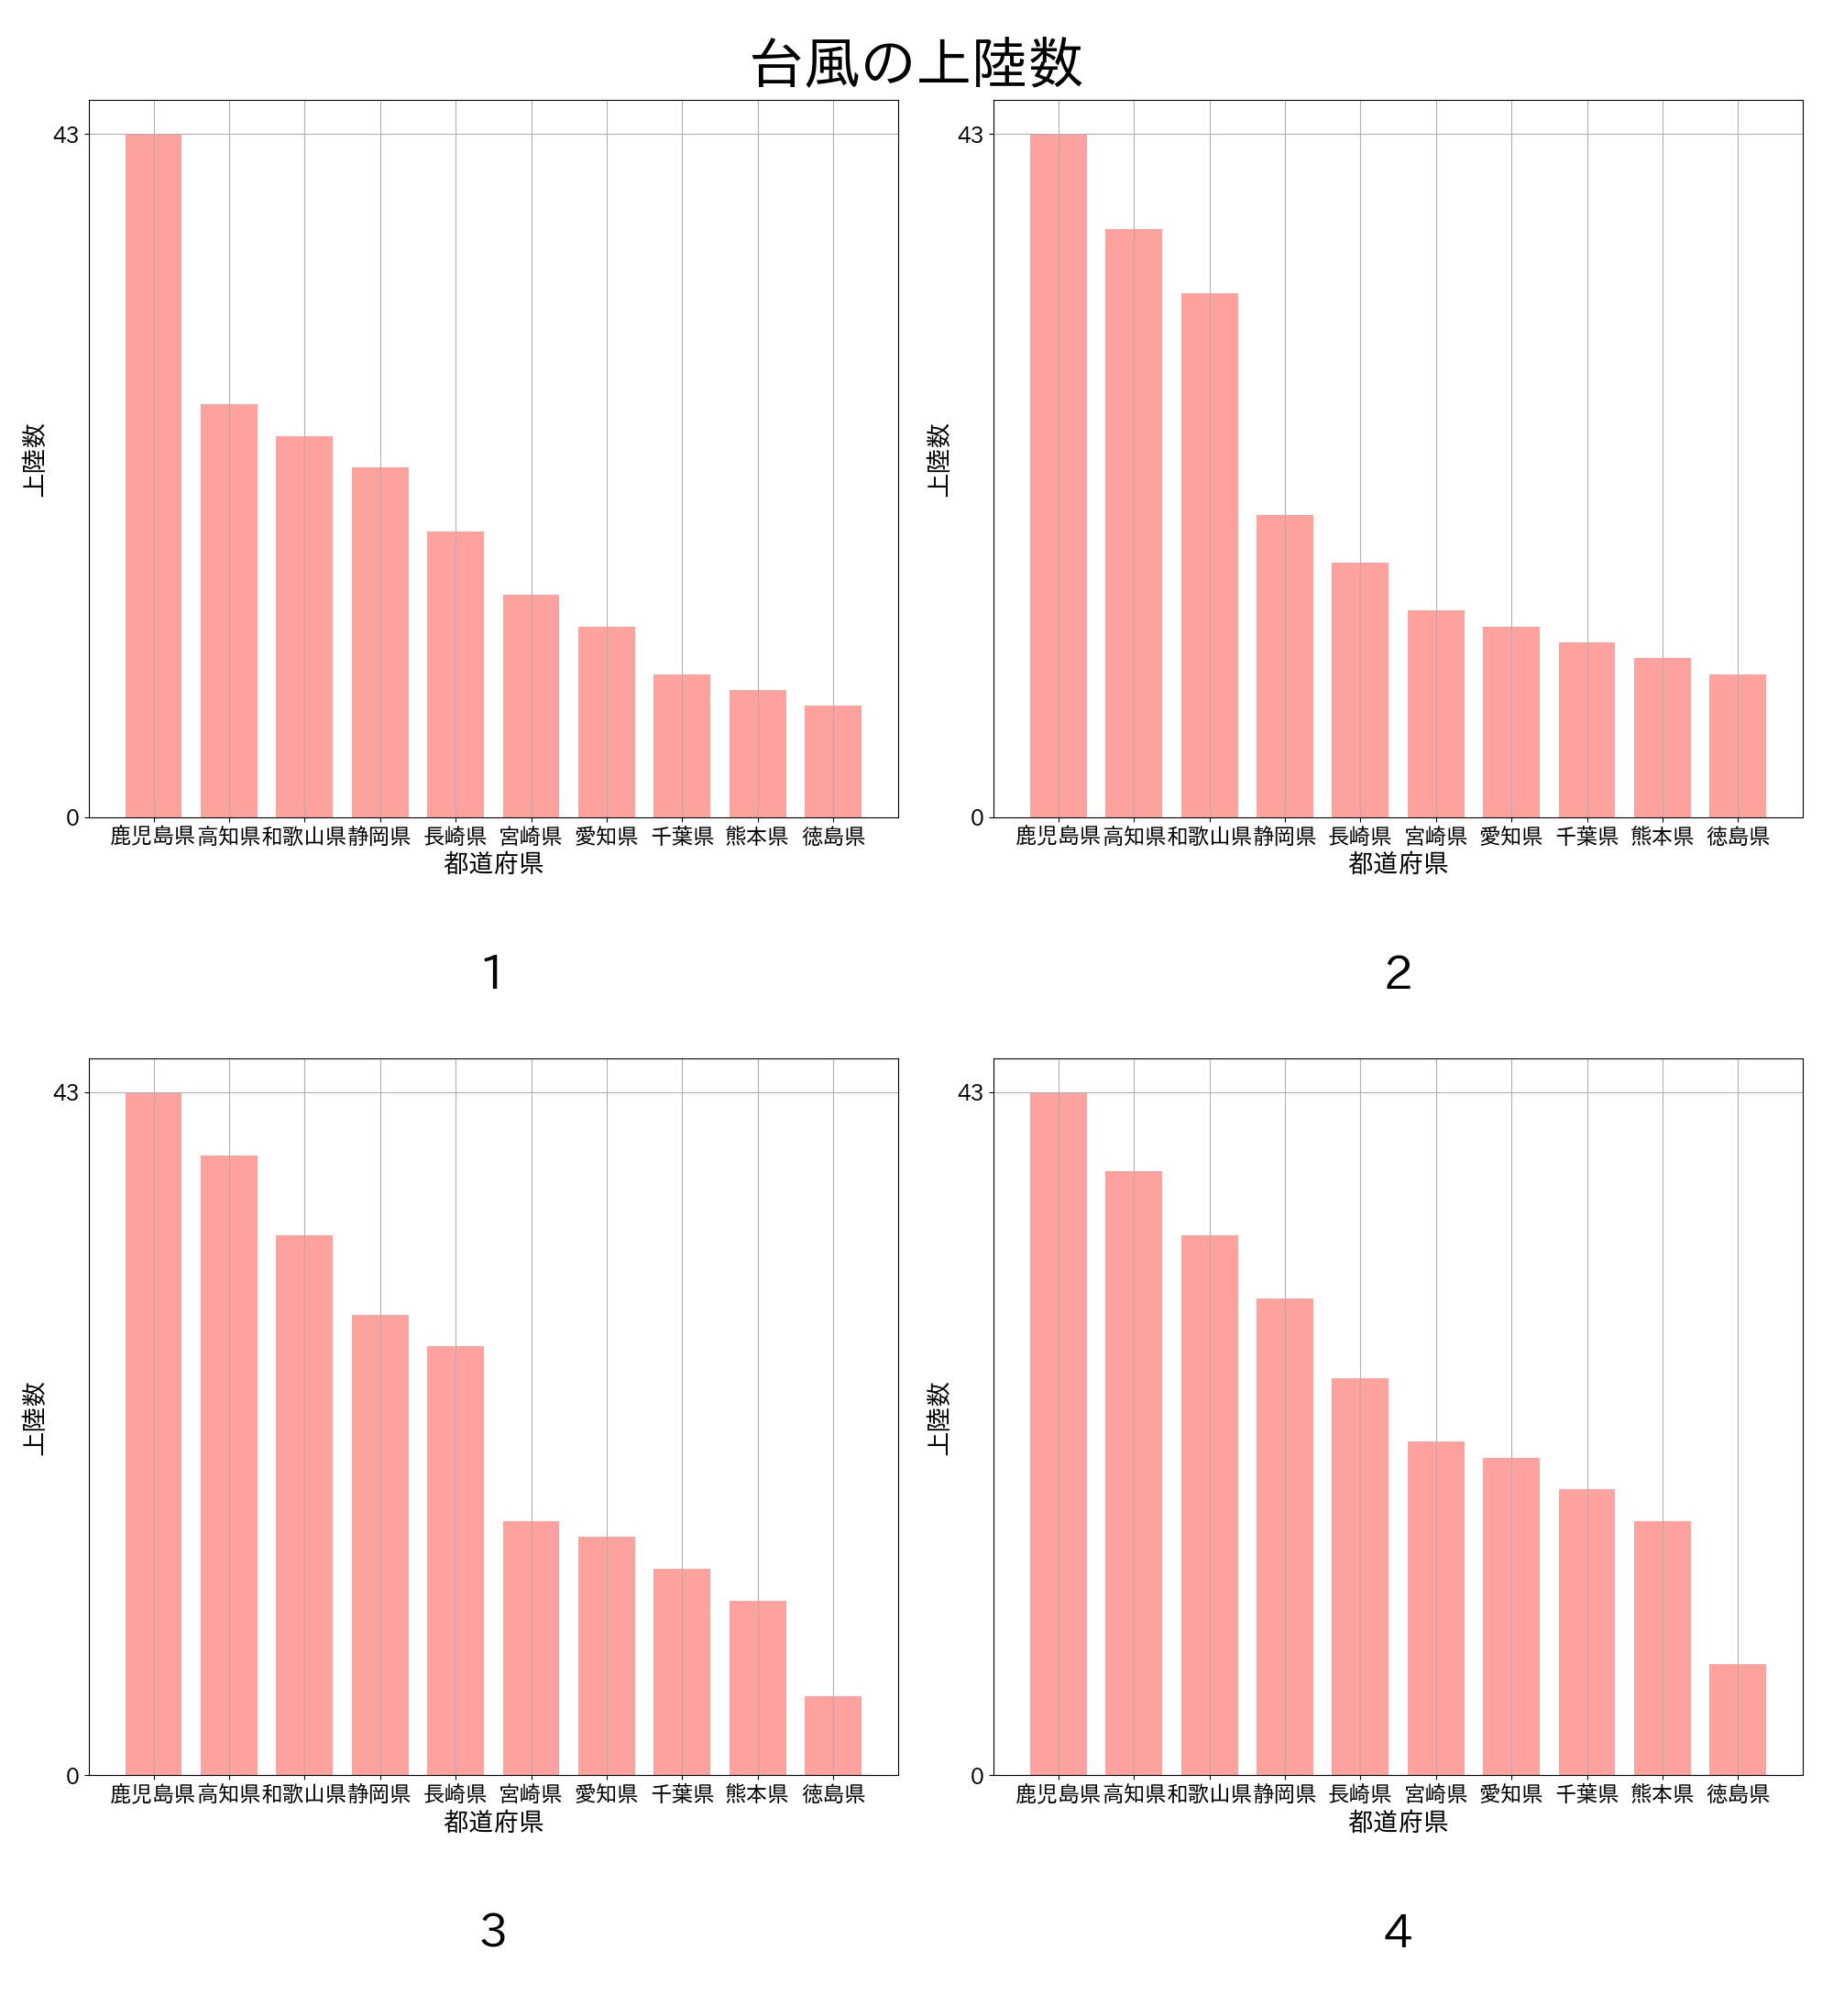 台風の上陸数
43
0
上陸数
鹿児島県 高知県 和歌山県 静岡県 長崎県 宮崎県 愛知県 千葉県 熊本県 徳島県
都道府県
1
43
0
上陸数
鹿児島県 高知県 和歌山県 静岡県 長崎県 宮崎県 愛知県 千葉県 熊本県 徳島県
都道府県
2
43
0
上陸数
鹿児島県 高知県 和歌山県 静岡県 長崎県 宮崎県 愛知県 千葉県 熊本県 徳島県
都道府県
3
43
0
上陸数
鹿児島県 高知県 和歌山県 静岡県 長崎県 宮崎県 愛知県 千葉県 熊本県 徳島県
都道府県
4